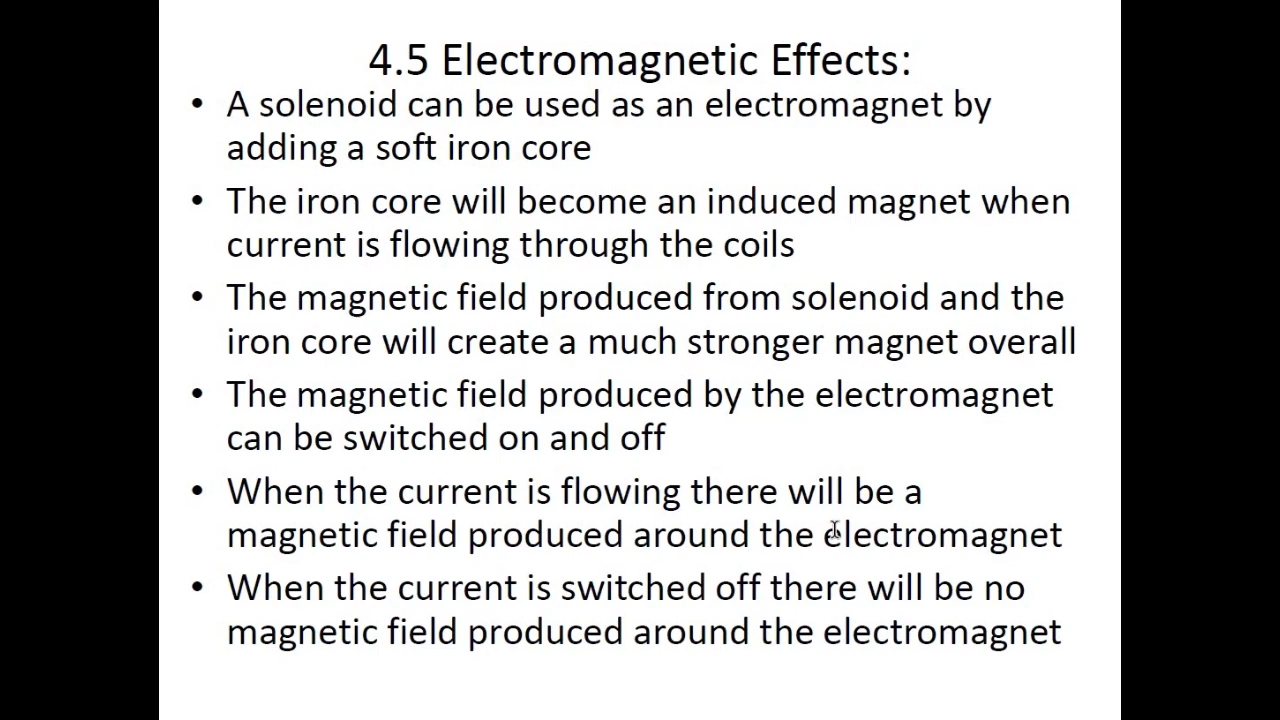 4.5 Electromagnetic Effects:
• A solenoid can be used as an electromagnet by
adding a soft iron core
• The iron core will become an induced magnet when
current is flowing through the coils
• The magnetic field produced from solenoid and the
iron core will create a much stronger magnet overall
• The magnetic field produced by the electromagnet
can be switched on and off
• When the current is flowing there will be a
magnetic field produced around the electromagnet
• When the current is switched off there will be no
magnetic field produced around the electromagnet